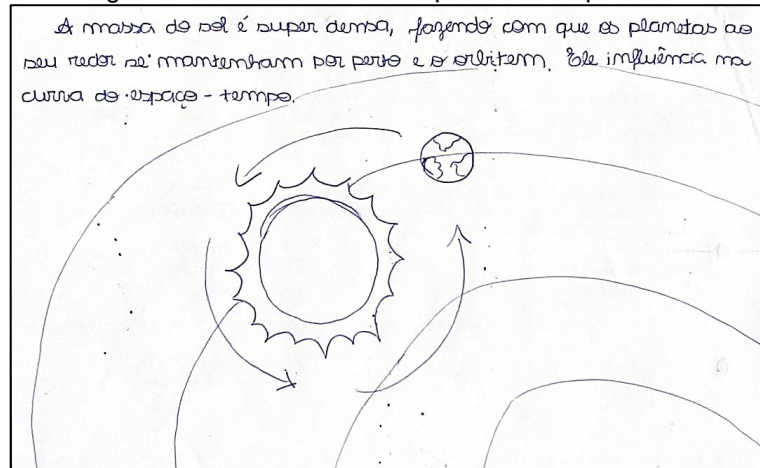 A massa do sol é super densa, fazendo com que os planetas ao
seu redor se mantenham por perto e o orbitem. Ele influência na
curva do espaço-tempo.